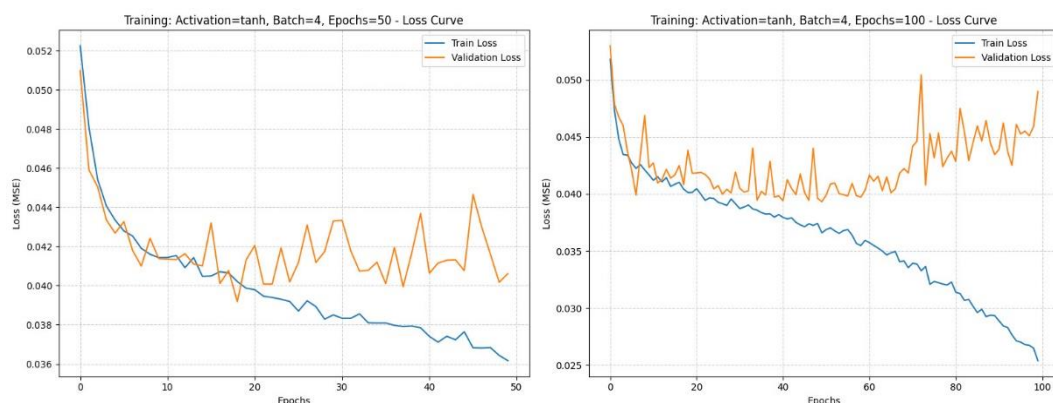 Training: Activation=tanh, Batch=4, Epochs=50 - Loss Curve
Train Loss
Validation Loss
0.052
0.050
0.048
0.046
0.044
0.042
0.040
0.038
0.036
Loss (MSE)
0 10 20 30 40 50
Epochs
Training: Activation=tanh, Batch=4, Epochs=100 - Loss Curve
Train Loss
Validation Loss
0.050
0.045
0.040
0.035
0.030
0.025
Loss (MSE)
0 20 40 60 80 100
Epochs